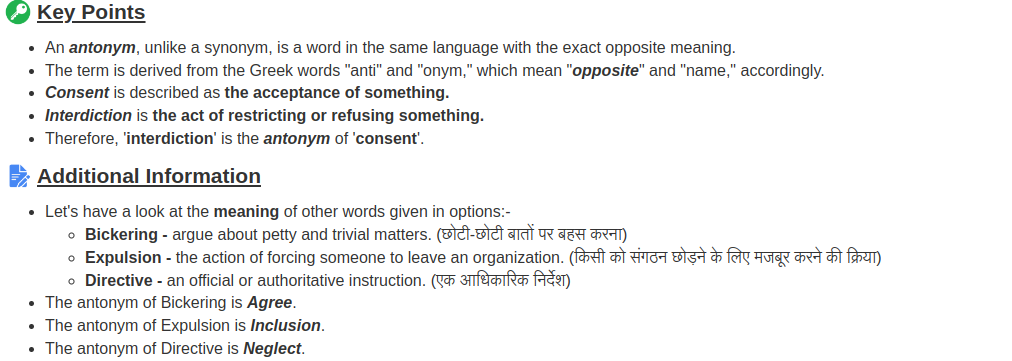 Key Points
An antonym, unlike a synonym, is a word in the same language with the exact opposite meaning.
The term is derived from the Greek words "anti" and "onym," which mean "opposite" and "name," accordingly.
Consent is described as the acceptance of something.
Interdiction is the act of restricting or refusing something.
Therefore, 'interdiction' is the antonym of 'consent'.
Additional Information
Let's have a look at the meaning of other words given in options:-
Bickering - argue about petty and trivial matters. (छोटी-छोटी बातों पर बहस करना)
Expulsion - the action of forcing someone to leave an organization. (किसी को संगठन छोड़ने के लिए मजबूर करने की क्रिया)
Directive - an official or authoritative instruction. (एक आधिकारिक निर्देश)
The antonym of Bickering is Agree.
The antonym of Expulsion is Inclusion.
The antonym of Directive is Neglect.